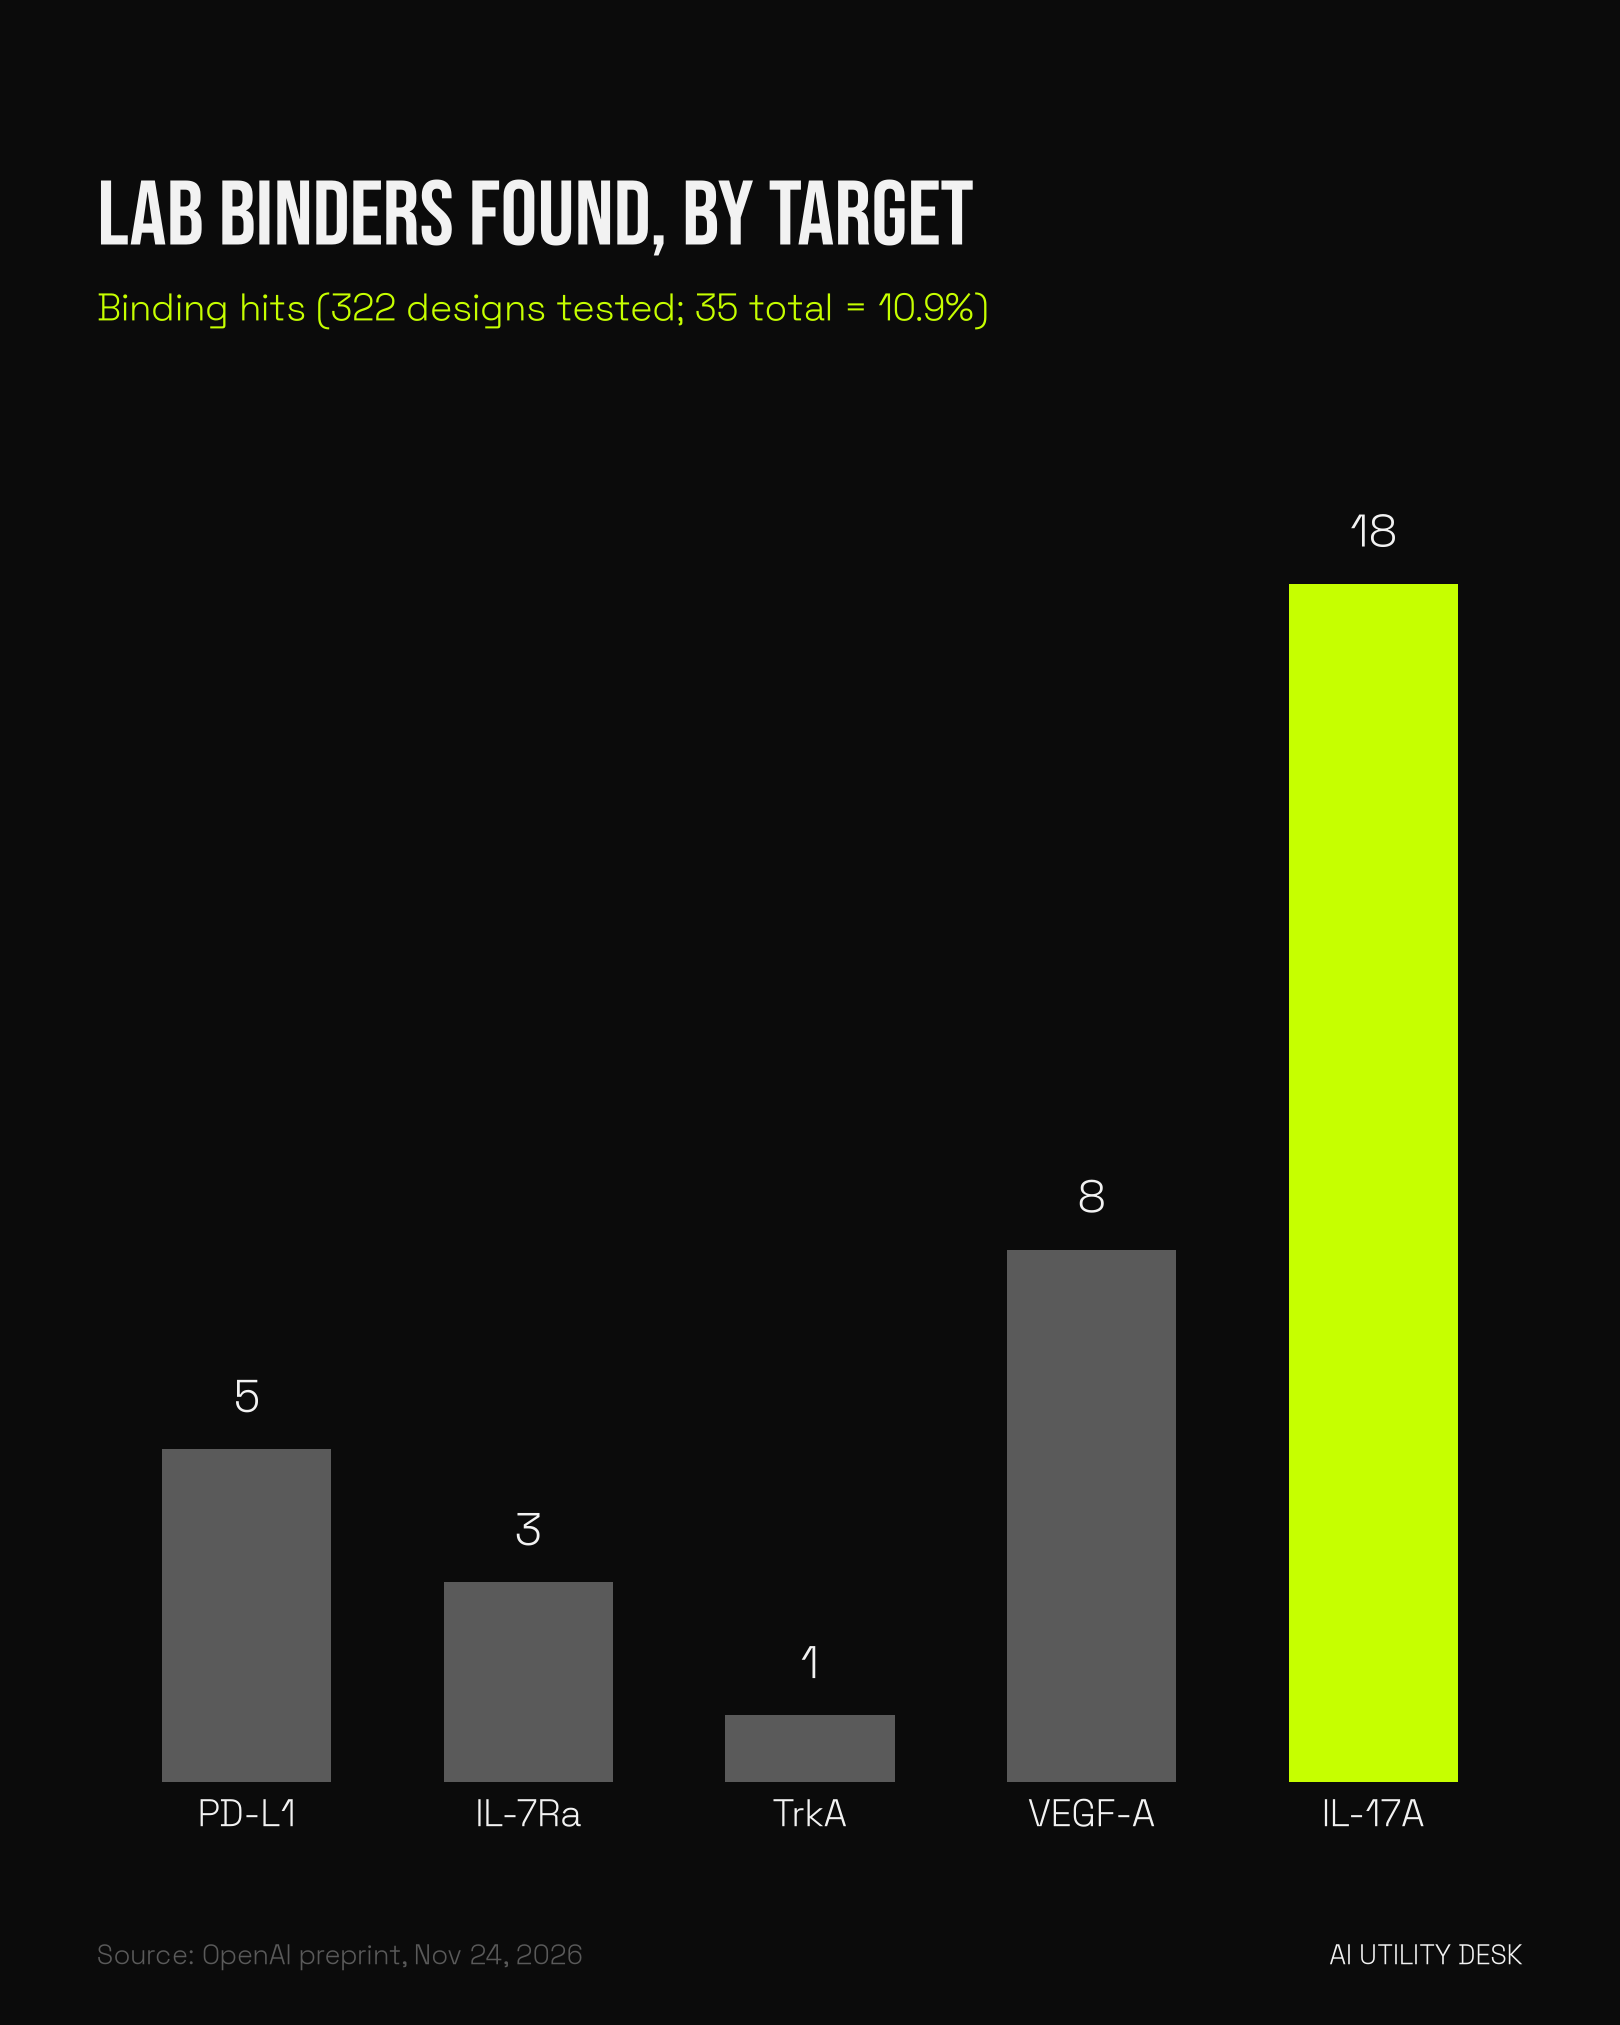 LAB BINDERS FOUND, BY TARGET
Binding hits (322 designs tested; 35 total = 10.9%)
18
8
5
3
1
PD-L1 IL-7Ra TrkA VEGF-A IL-17A
Source: OpenAI preprint, Nov 24, 2026
AI UTILITY DESK